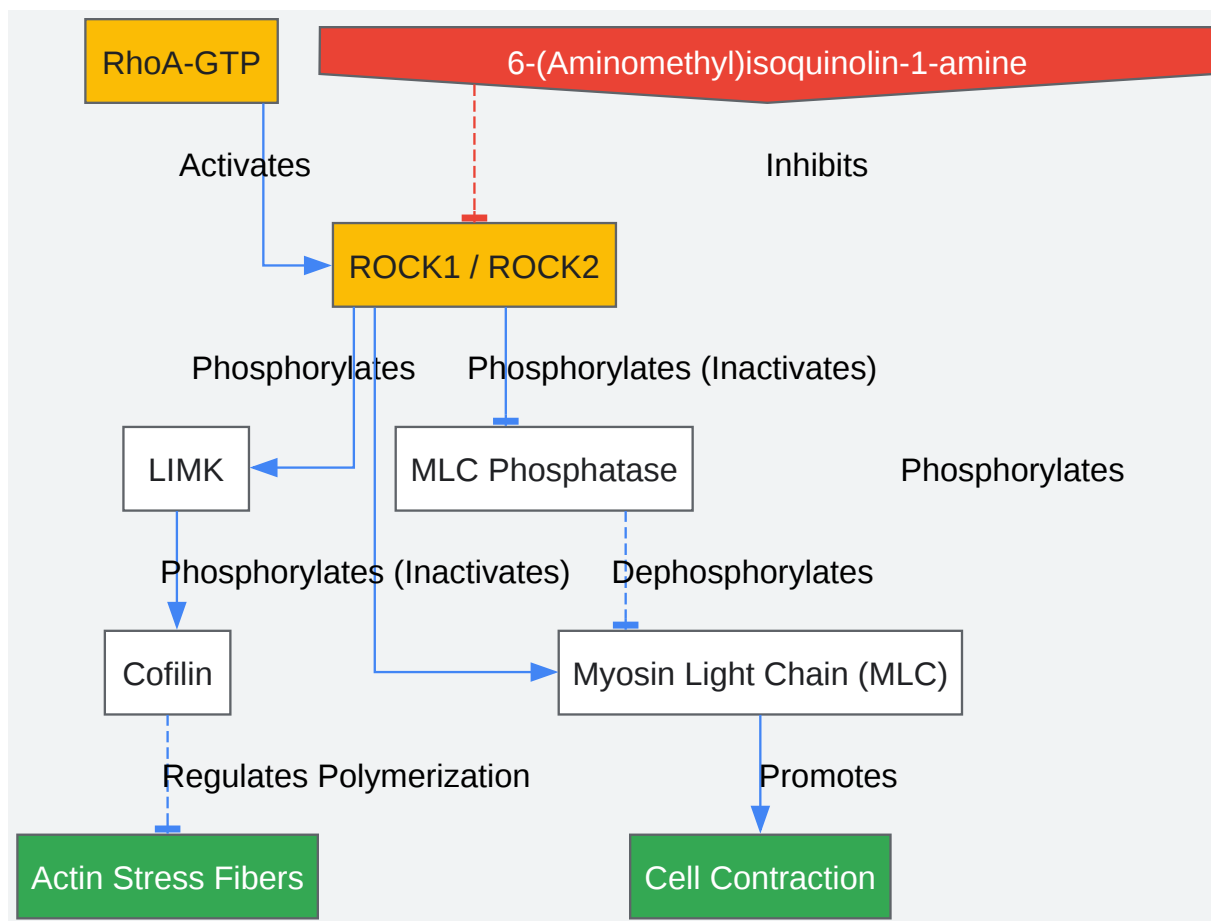 RhoA-GTP
6-(Aminomethyl)isoquinolin-1-amine
Activates
Inhibits
ROCK1 / ROCK2
Phosphorylates
Phosphorylates (Inactivates)
LIMK
MLC Phosphatase
Phosphorylates
Phosphorylates (Inactivates)
Dephosphorylates
Cofilin
Myosin Light Chain (MLC)
Regulates Polymerization
Promotes
Actin Stress Fibers
Cell Contraction